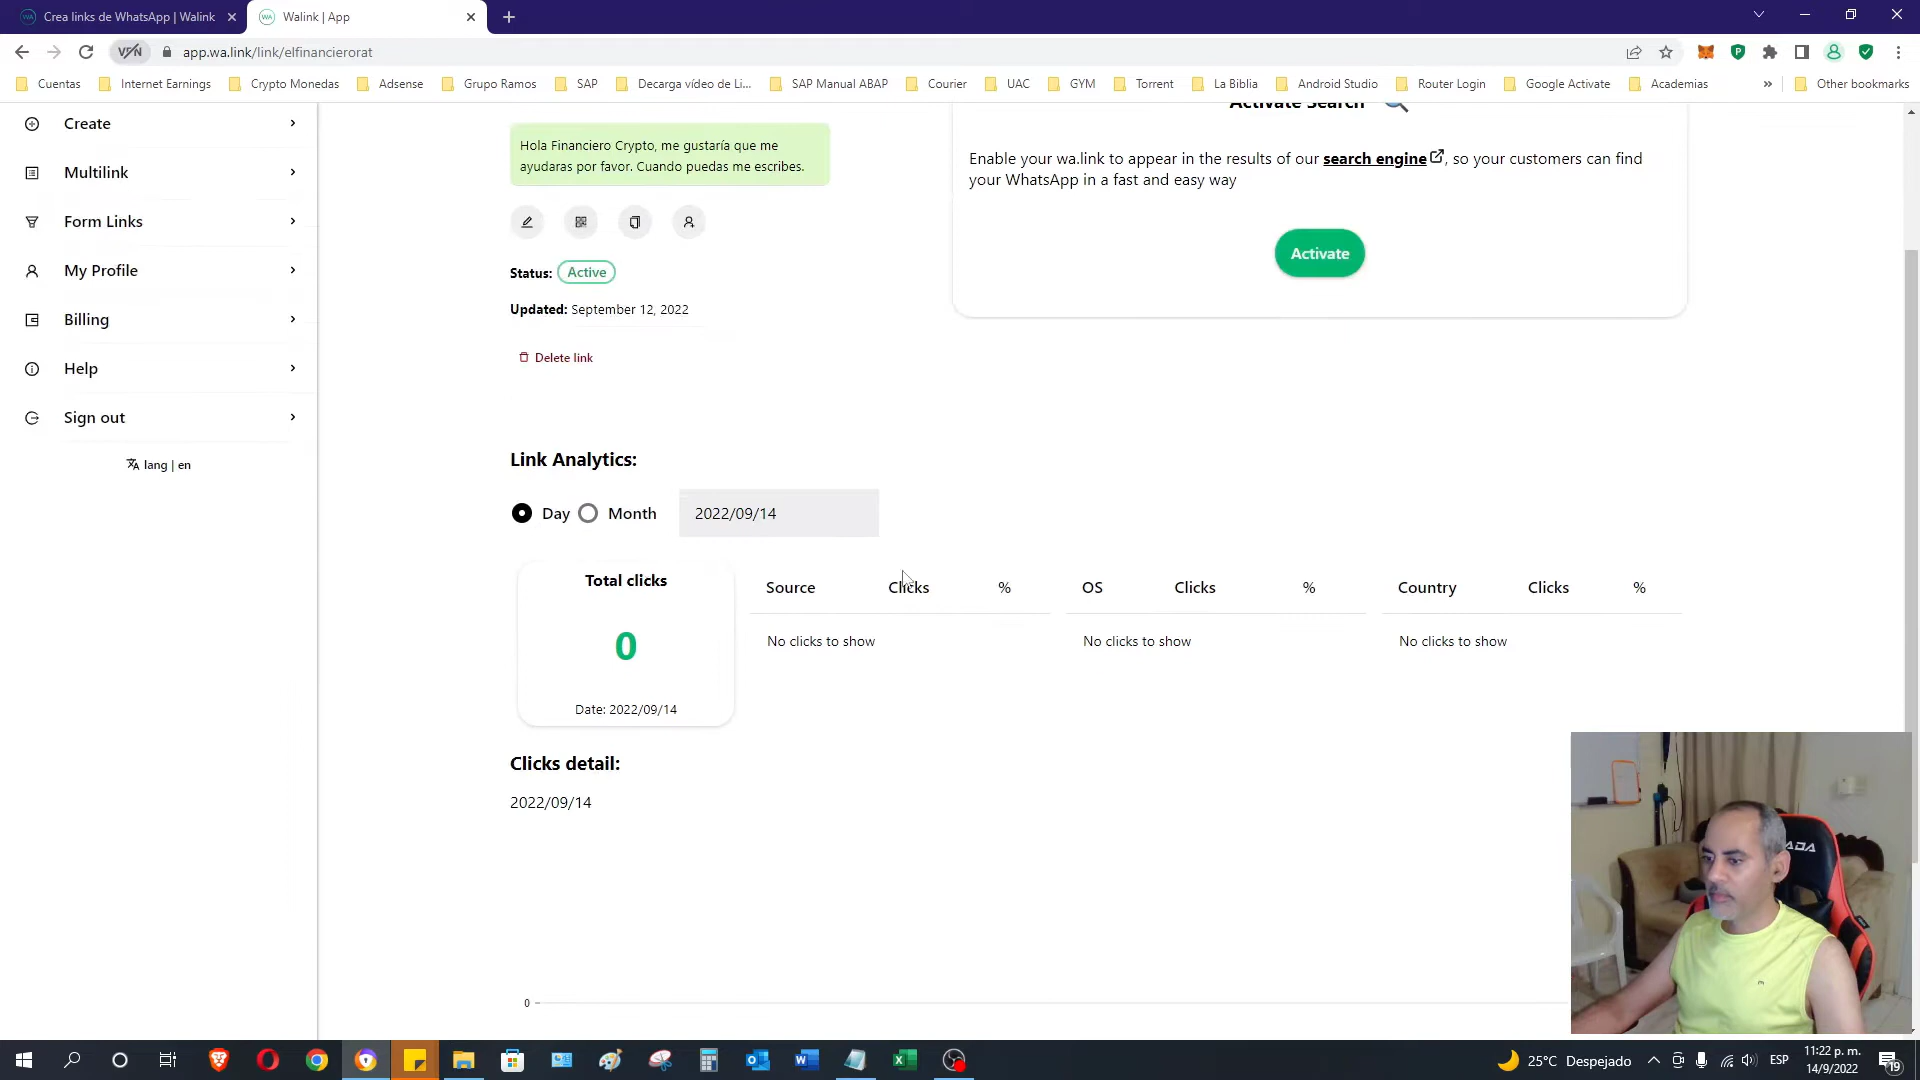 Crea links de WhatsApp | Walink
Walink | App
VPN
app.wa.link/link/elfinancierorat
Cuentas
Internet Earnings
Crypto Monedas
Adsense
Grupo Ramos
SAP
Decarga vídeo de Li...
SAP Manual ABAP
Courier
UAC
GYM
Torrent
La Biblia
Android Studio
Router Login
Google Activate
Academias
Other bookmarks
Create
Multilink
Form Links
My Profile
Billing
Help
Sign out
lang | en
Hola Financiero Crypto, me gustaría que me
ayudaras por favor. Cuando puedas me escribes.
Status: Active
Updated: September 12, 2022
Delete link
Activate Search
Enable your wa.link to appear in the results of our search engine, so your customers can find
your WhatsApp in a fast and easy way
Activate
Link Analytics:
Day
Month
2022/09/14
Total clicks
0
Date: 2022/09/14
Source Clicks %
No clicks to show
OS Clicks %
No clicks to show
Country Clicks %
No clicks to show
Clicks detail:
2022/09/14
0
25°C Despejado
ESP
11:22 p. m.
14/9/2022
19